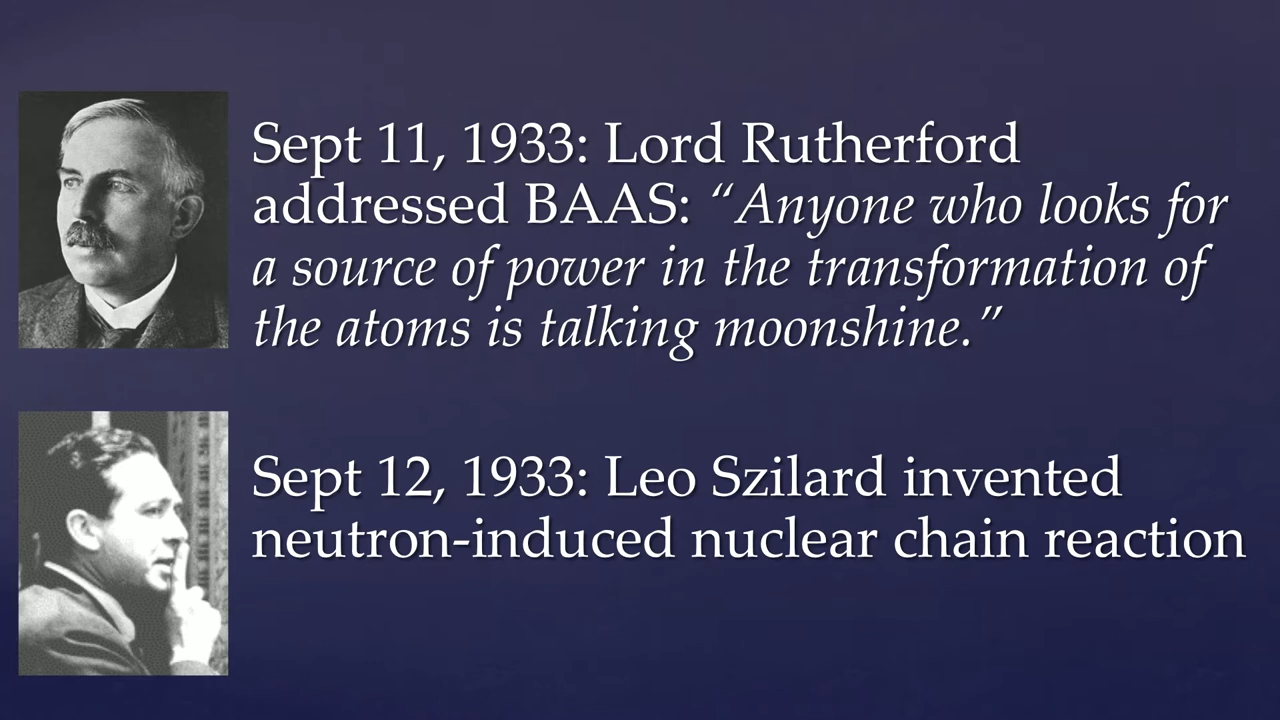 Sept 11, 1933: Lord Rutherford
addressed BAAS: “Anyone who looks for
a source of power in the transformation of
the atoms is talking moonshine.”
Sept 12, 1933: Leo Szilard invented
neutron-induced nuclear chain reaction